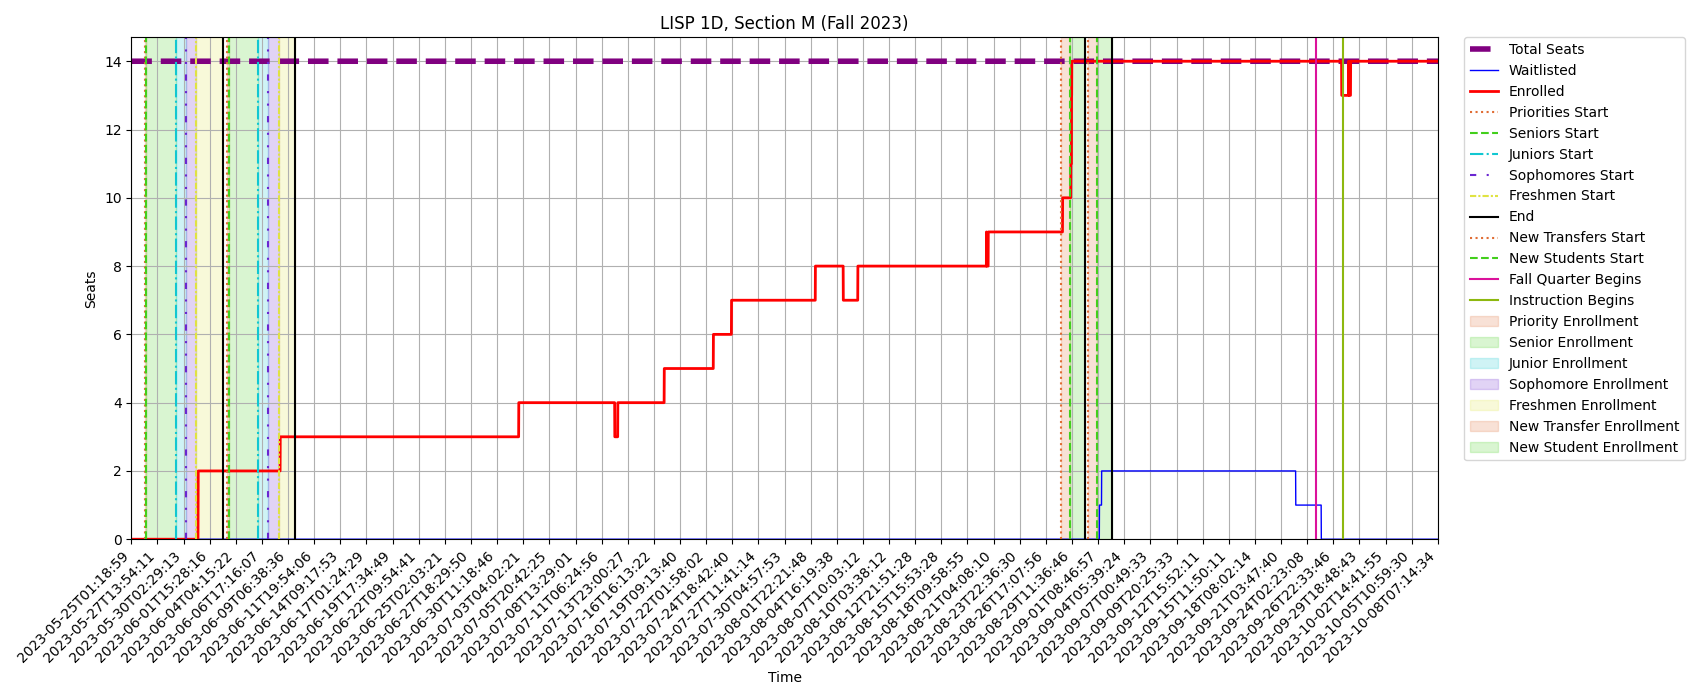 LISP 1D, Section M (Fall 2023)
Seats
14
12
10
8
6
4
2
0
2023-05-25T01:18:59
2023-05-27T13:54:11
2023-05-30T02:29:13
2023-06-01T15:28:16
2023-06-04T04:15:22
2023-06-06T17:16:07
2023-06-09T06:38:36
2023-06-11T19:54:06
2023-06-14T09:17:53
2023-06-17T01:24:29
2023-06-19T17:34:49
2023-06-22T09:54:41
2023-06-25T02:03:21
2023-06-27T18:29:50
2023-06-30T11:18:46
2023-07-03T04:02:21
2023-07-05T20:42:25
2023-07-08T13:29:01
2023-07-11T06:24:56
2023-07-13T23:00:27
2023-07-16T16:13:22
2023-07-19T09:13:40
2023-07-22T01:58:02
2023-07-24T18:42:40
2023-07-27T11:41:14
2023-07-30T04:57:53
2023-08-01T22:21:48
2023-08-04T16:19:38
2023-08-07T10:03:12
2023-08-10T03:38:12
2023-08-12T21:51:28
2023-08-15T15:53:28
2023-08-18T09:58:55
2023-08-21T04:08:10
2023-08-23T22:36:30
2023-08-26T17:07:56
2023-08-29T11:36:46
2023-09-01T08:46:57
2023-09-04T05:39:24
2023-09-07T00:49:33
2023-09-09T20:25:33
2023-09-12T15:52:11
2023-09-15T11:50:11
2023-09-18T08:02:14
2023-09-21T03:47:40
2023-09-24T02:23:08
2023-09-26T22:33:46
2023-09-29T18:48:43
2023-10-02T14:41:55
2023-10-05T10:59:30
2023-10-08T07:14:34
Time
Total Seats
Waitlisted
Enrolled
Priorities Start
Seniors Start
Juniors Start
Sophomores Start
Freshmen Start
End
New Transfers Start
New Students Start
Fall Quarter Begins
Instruction Begins
Priority Enrollment
Senior Enrollment
Junior Enrollment
Sophomore Enrollment
Freshmen Enrollment
New Transfer Enrollment
New Student Enrollment